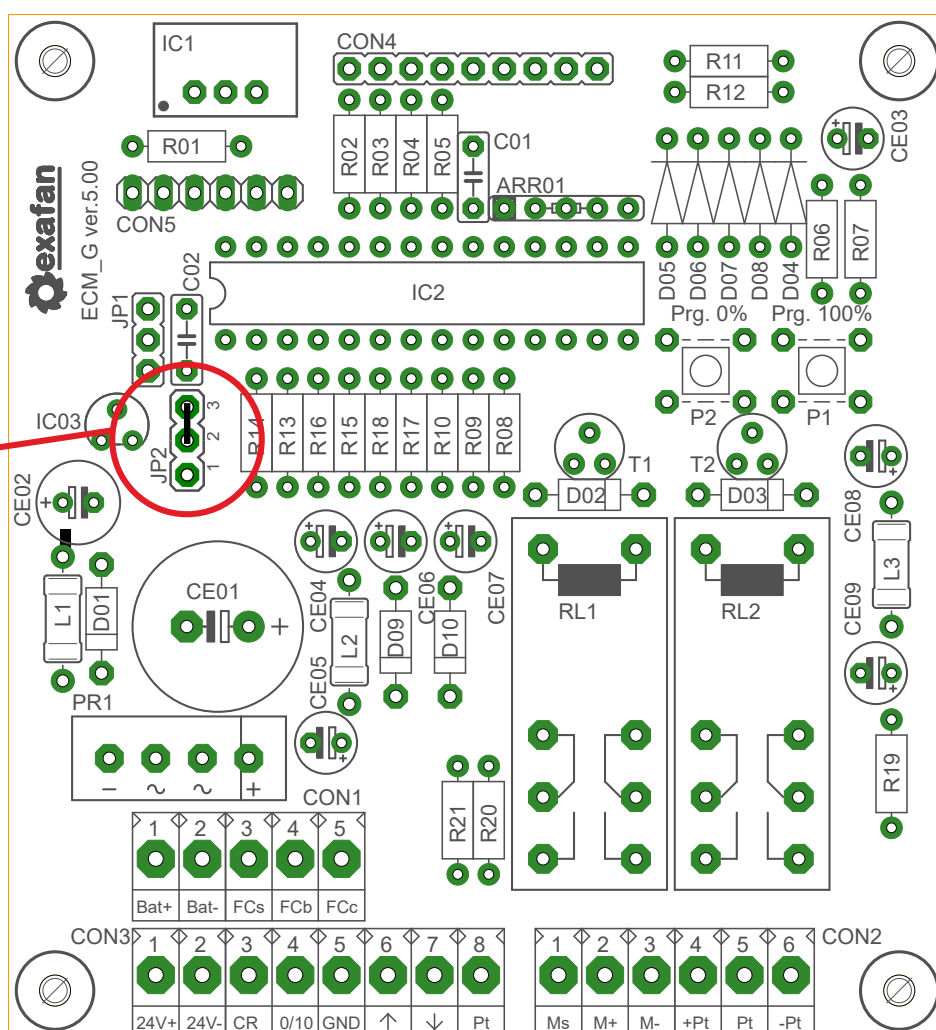 IC1
CON4
R11
R12
CE03
R01
R02
R03
R04
R05
C01
ARR01
CON5
exafan
ECM_G ver.5.00
R06
R07
D05
D06
D07
D08
D04
C02
IC2
JP1
Prg. 0%
Prg. 100%
P2
P1
IC03
JP2
3
2
1
R14
R13
R16
R15
R18
R17
R10
R09
R08
T1
T2
CE02
+
D02
D03
CE08
CE01
+
CE04
CE06
CE07
RL1
RL2
L1
D01
L2
D09
D10
L3
CE09
CE05
PR1
- ~ ~ +
R21
R20
R19
CON1
1 2 3 4 5
Bat+ Bat- FCs FCb FCc
CON3
1 2 3 4 5 6 7 8
24V+ 24V- CR 0/10 GND ↑ ↓ Pt
CON2
1 2 3 4 5 6
Ms M+ M- +Pt Pt -Pt